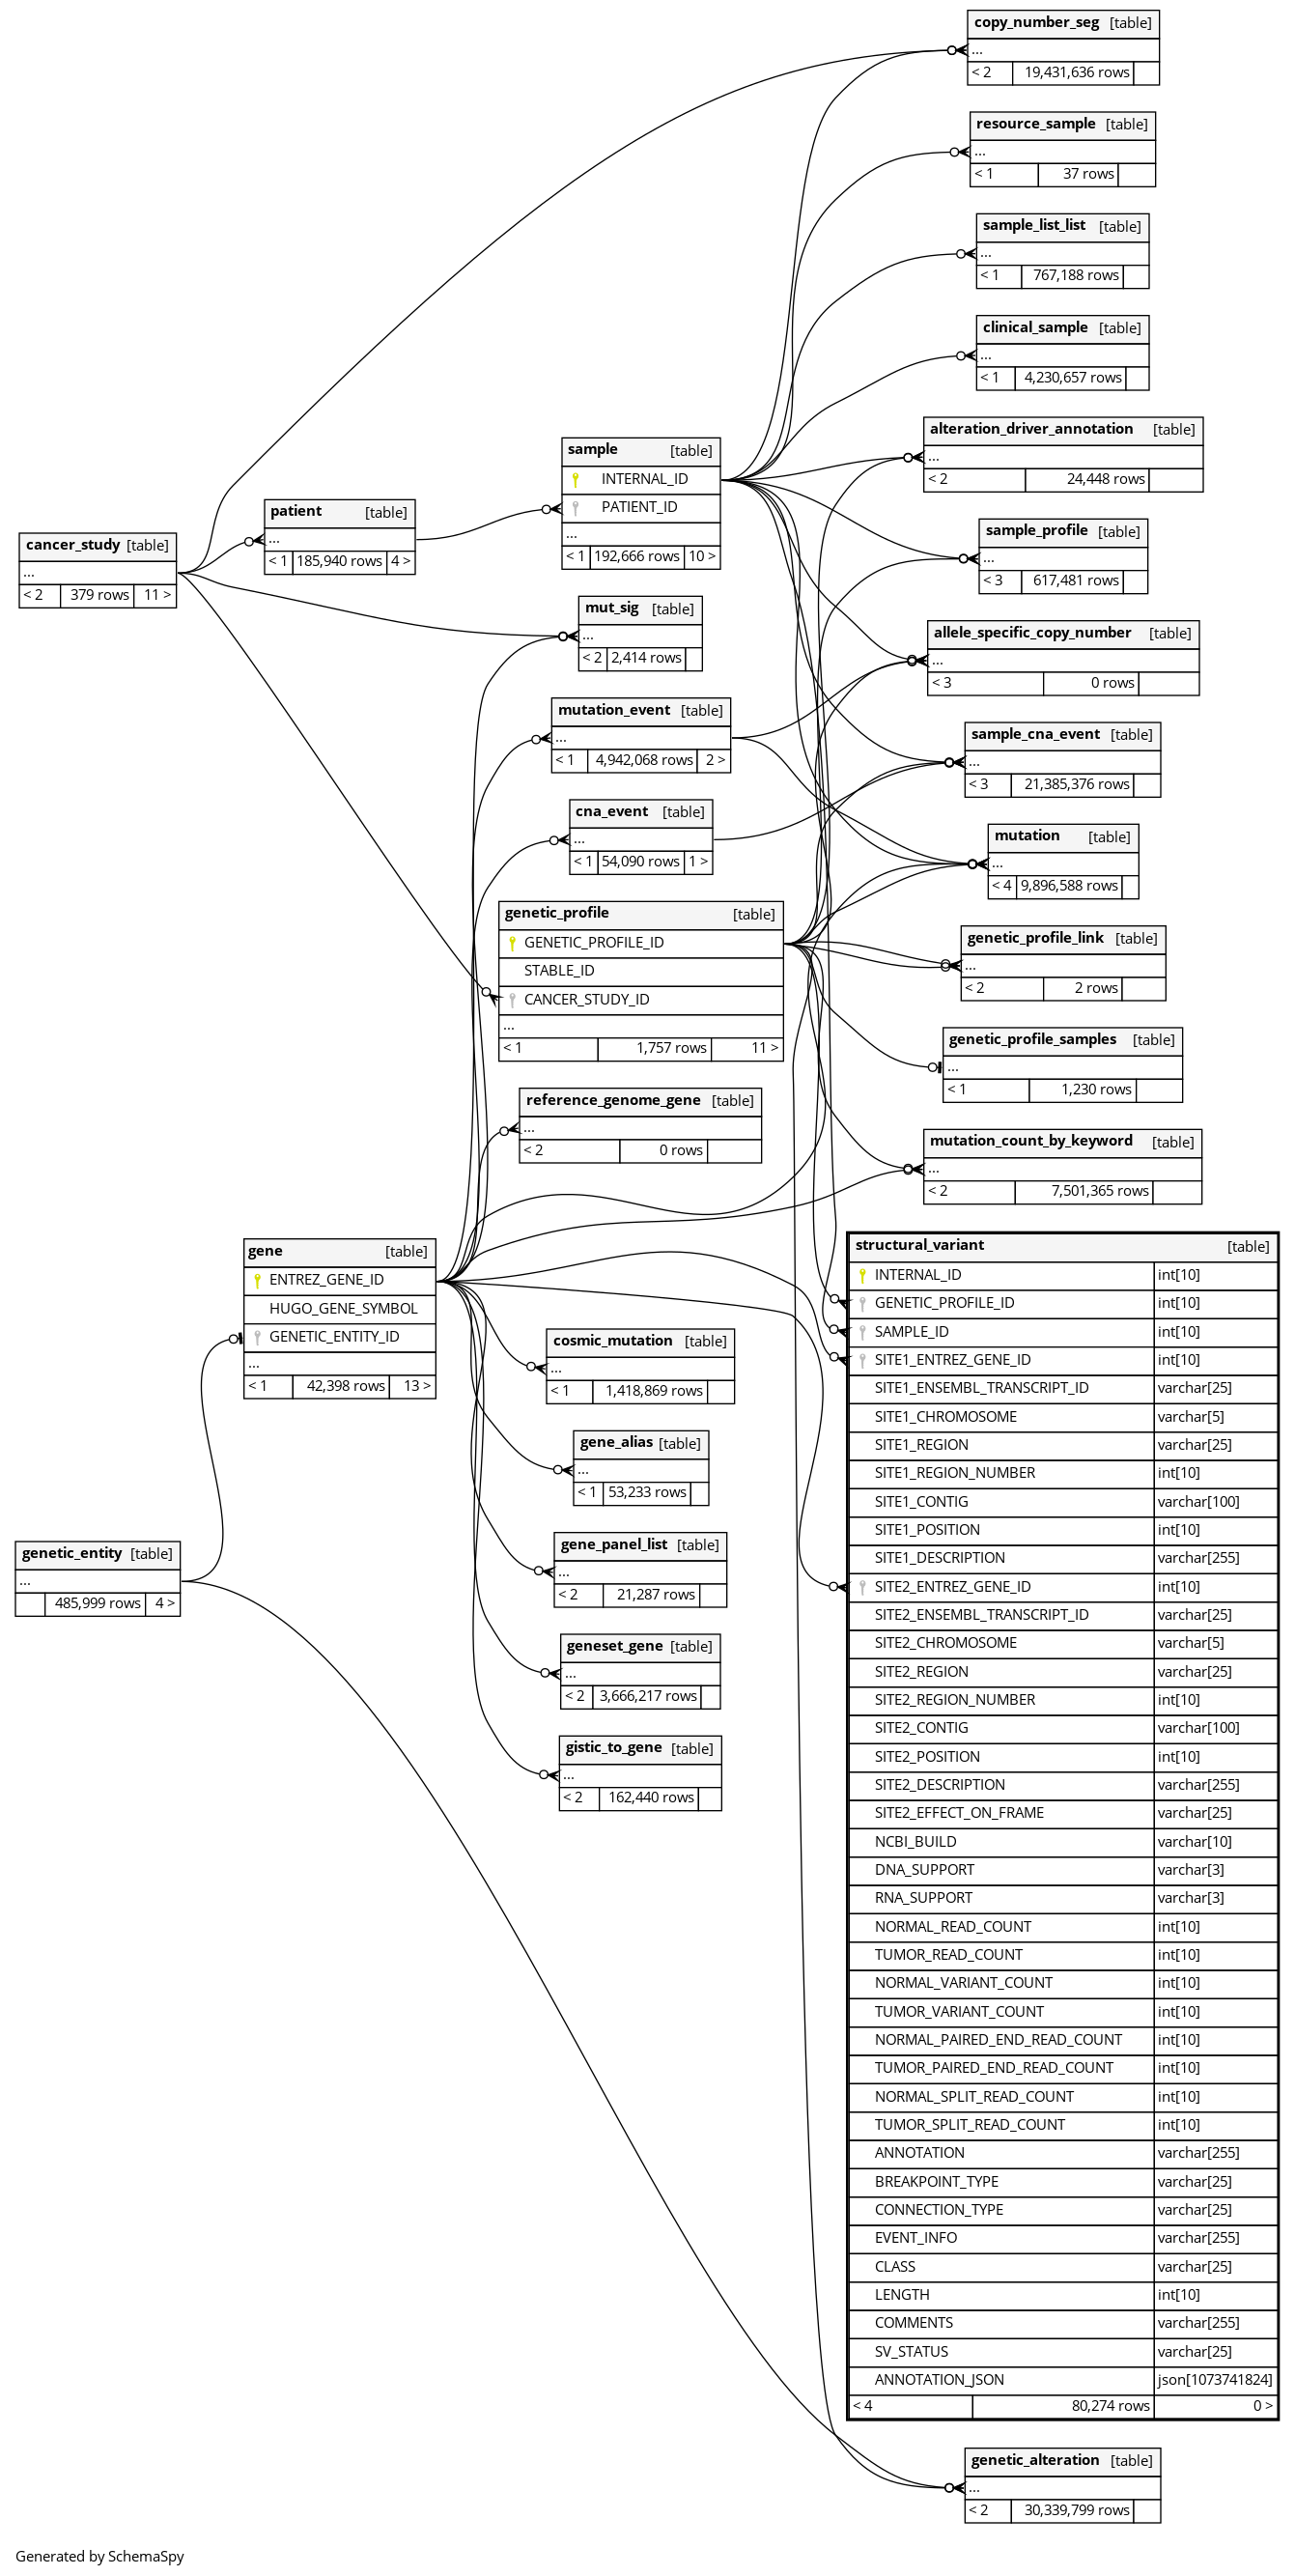 copy_number_seg [table]
...
< 2 19,431,636 rows
resource_sample [table]
...
< 1 37 rows
sample_list_list [table]
...
< 1 767,188 rows
clinical_sample [table]
...
< 1 4,230,657 rows
alteration_driver_annotation [table]
...
< 2 24,448 rows
sample [table]
INTERNAL_ID
PATIENT_ID
...
< 1 192,666 rows 10 >
patient [table]
...
< 1 185,940 rows 4 >
cancer_study [table]
...
< 2 379 rows 11 >
sample_profile [table]
...
< 3 617,481 rows
mut_sig [table]
...
< 2 2,414 rows
allele_specific_copy_number [table]
...
< 3 0 rows
mutation_event [table]
...
< 1 4,942,068 rows 2 >
sample_cna_event [table]
...
< 3 21,385,376 rows
cna_event [table]
...
< 1 54,090 rows 1 >
mutation [table]
...
< 4 9,896,588 rows
genetic_profile [table]
GENETIC_PROFILE_ID
STABLE_ID
CANCER_STUDY_ID
...
< 1 1,757 rows 11 >
genetic_profile_link [table]
...
< 2 2 rows
genetic_profile_samples [table]
...
< 1 1,230 rows
reference_genome_gene [table]
...
< 2 0 rows
mutation_count_by_keyword [table]
...
< 2 7,501,365 rows
gene [table]
ENTREZ_GENE_ID
HUGO_GENE_SYMBOL
GENETIC_ENTITY_ID
...
< 1 42,398 rows 13 >
cosmic_mutation [table]
...
< 1 1,418,869 rows
gene_alias [table]
...
< 1 53,233 rows
genetic_entity [table]
...
485,999 rows 4 >
gene_panel_list [table]
...
< 2 21,287 rows
geneset_gene [table]
...
< 2 3,666,217 rows
gistic_to_gene [table]
...
< 2 162,440 rows
structural_variant [table]
INTERNAL_ID int[10]
GENETIC_PROFILE_ID int[10]
SAMPLE_ID int[10]
SITE1_ENTREZ_GENE_ID int[10]
SITE1_ENSEMBL_TRANSCRIPT_ID varchar[25]
SITE1_CHROMOSOME varchar[5]
SITE1_REGION varchar[25]
SITE1_REGION_NUMBER int[10]
SITE1_CONTIG varchar[100]
SITE1_POSITION int[10]
SITE1_DESCRIPTION varchar[255]
SITE2_ENTREZ_GENE_ID int[10]
SITE2_ENSEMBL_TRANSCRIPT_ID varchar[25]
SITE2_CHROMOSOME varchar[5]
SITE2_REGION varchar[25]
SITE2_REGION_NUMBER int[10]
SITE2_CONTIG varchar[100]
SITE2_POSITION int[10]
SITE2_DESCRIPTION varchar[255]
SITE2_EFFECT_ON_FRAME varchar[25]
NCBI_BUILD varchar[10]
DNA_SUPPORT varchar[3]
RNA_SUPPORT varchar[3]
NORMAL_READ_COUNT int[10]
TUMOR_READ_COUNT int[10]
NORMAL_VARIANT_COUNT int[10]
TUMOR_VARIANT_COUNT int[10]
NORMAL_PAIRED_END_READ_COUNT int[10]
TUMOR_PAIRED_END_READ_COUNT int[10]
NORMAL_SPLIT_READ_COUNT int[10]
TUMOR_SPLIT_READ_COUNT int[10]
ANNOTATION varchar[255]
BREAKPOINT_TYPE varchar[25]
CONNECTION_TYPE varchar[25]
EVENT_INFO varchar[255]
CLASS varchar[25]
LENGTH int[10]
COMMENTS varchar[255]
SV_STATUS varchar[25]
ANNOTATION_JSON json[1073741824]
< 4 80,274 rows 0 >
genetic_alteration [table]
...
< 2 30,339,799 rows
Generated by SchemaSpy